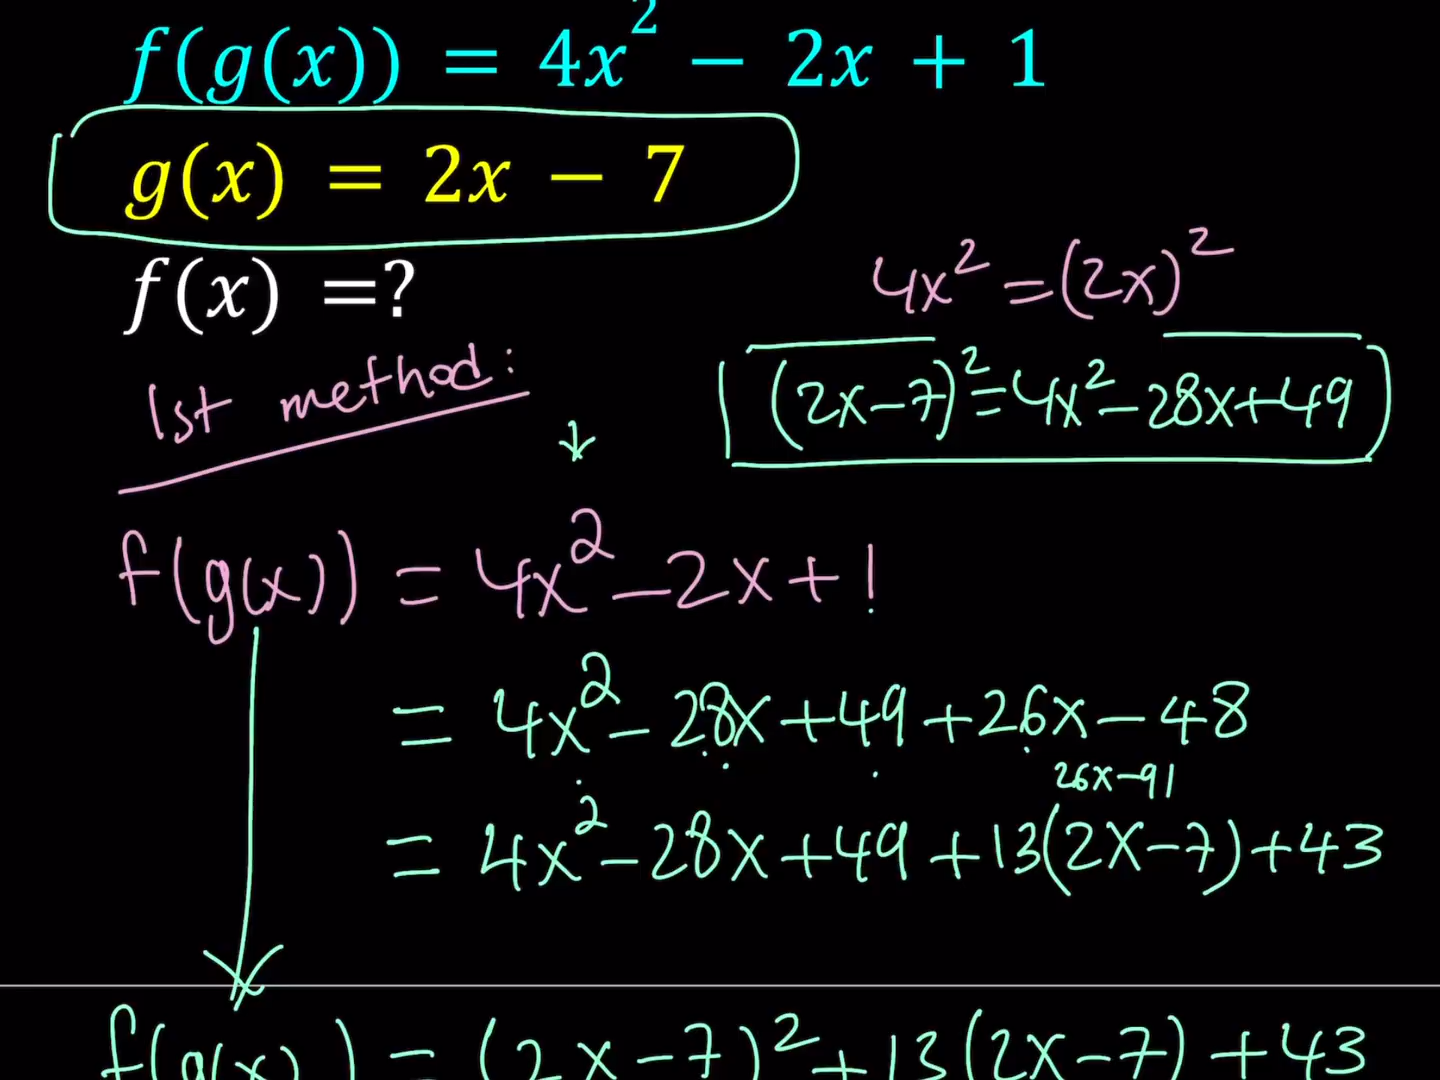 f(g(x)) = 4x² − 2x + 1
g(x) = 2x − 7
f(x) =?
4x² = (2x)²
1st method:
(2x−7)² = 4x² − 28x + 49
f(g(x)) = 4x² − 2x + 1
= 4x² − 28x + 49 + 26x − 48
26x−91
= 4x² − 28x + 49 + 13(2x−7) + 43
f(g(x)) = (2x−7)² + 13(2x−7) + 43